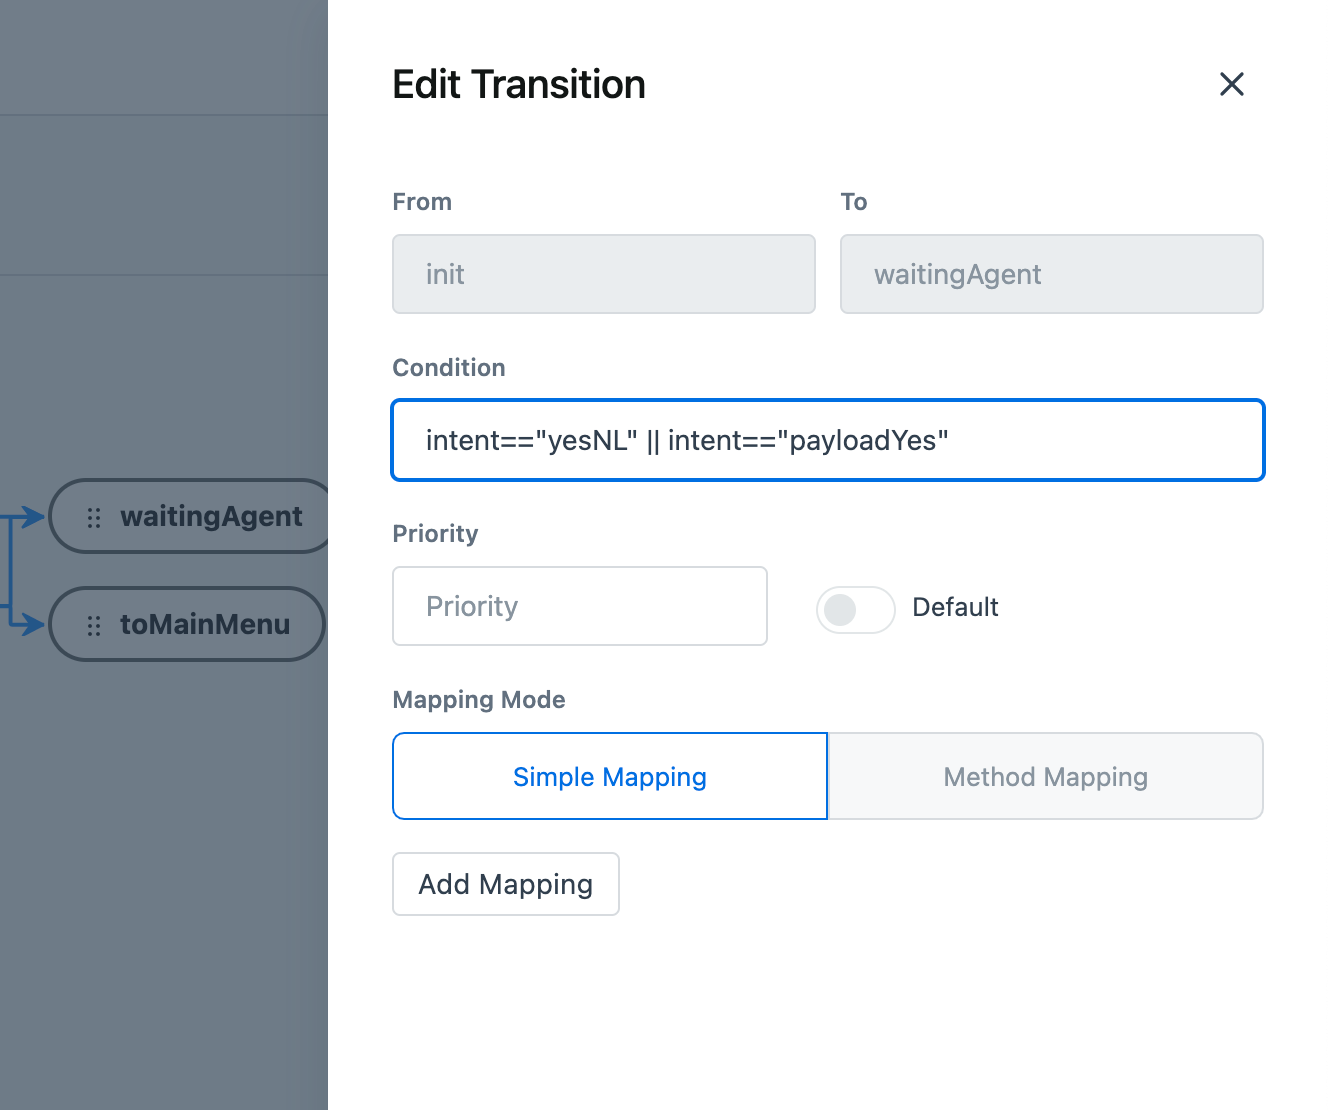 Edit Transition
From
To
init
waitingAgent
Condition
intent=="yesNL" || intent=="payloadYes"
Priority
Priority
Default
Mapping Mode
Simple Mapping
Method Mapping
Add Mapping
waitingAgent
toMainMenu